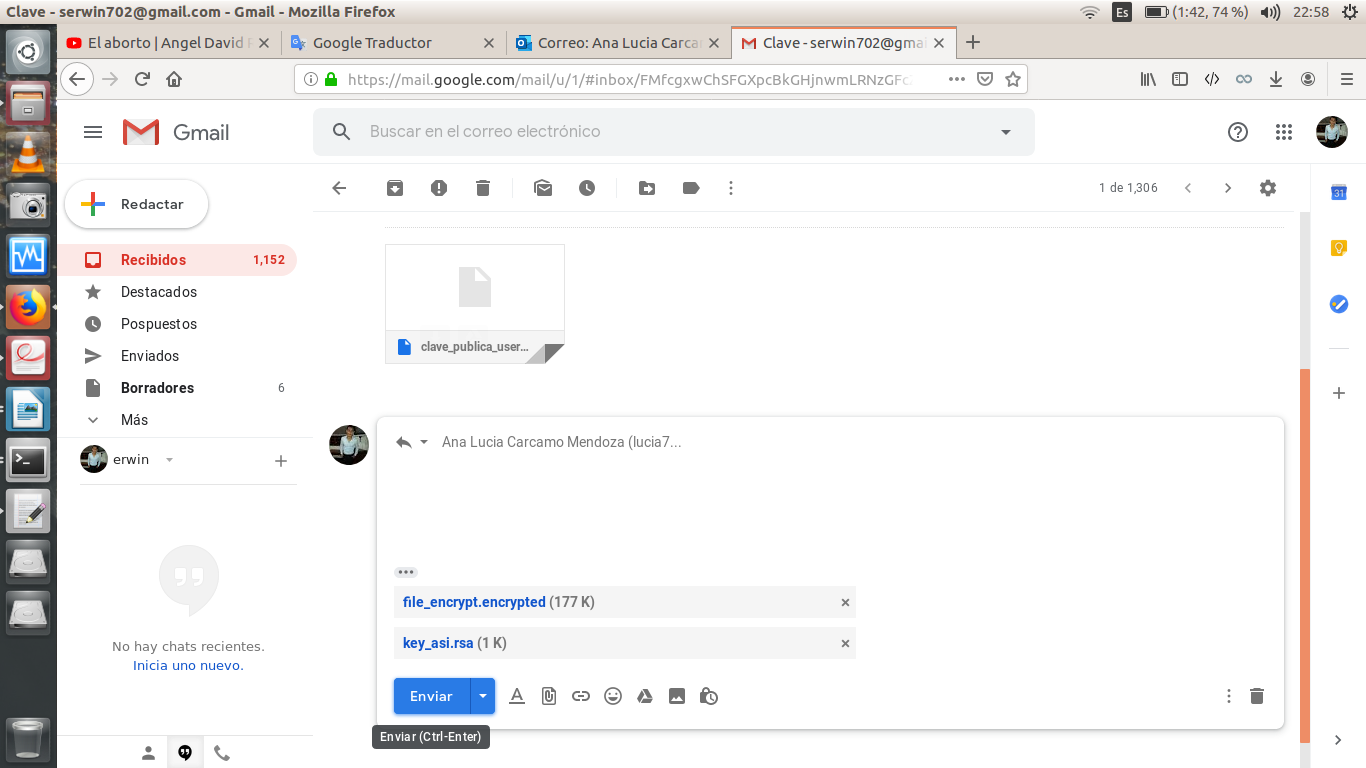 Clave - serwin702@gmail.com - Gmail - Mozilla Firefox
Es
(1:42, 74 %)
22:58
El aborto | Angel David
Google Traductor
Correo: Ana Lucia Carca
Clave - serwin702@gmai
https://mail.google.com/mail/u/1/#inbox/FMfcgxwChSFGXpcBkGHjnwmLRNzGFc
Gmail
Buscar en el correo electrónico
Redactar
1 de 1,306
31
Recibidos 1,152
Destacados
Pospuestos
Enviados
Borradores 6
Más
erwin
No hay chats recientes.
Inicia uno nuevo.
clave_publica_user...
Ana Lucia Carcamo Mendoza (lucia7...
file_encrypt.encrypted (177 K)
key_asi.rsa (1 K)
Enviar
Enviar (Ctrl-Enter)